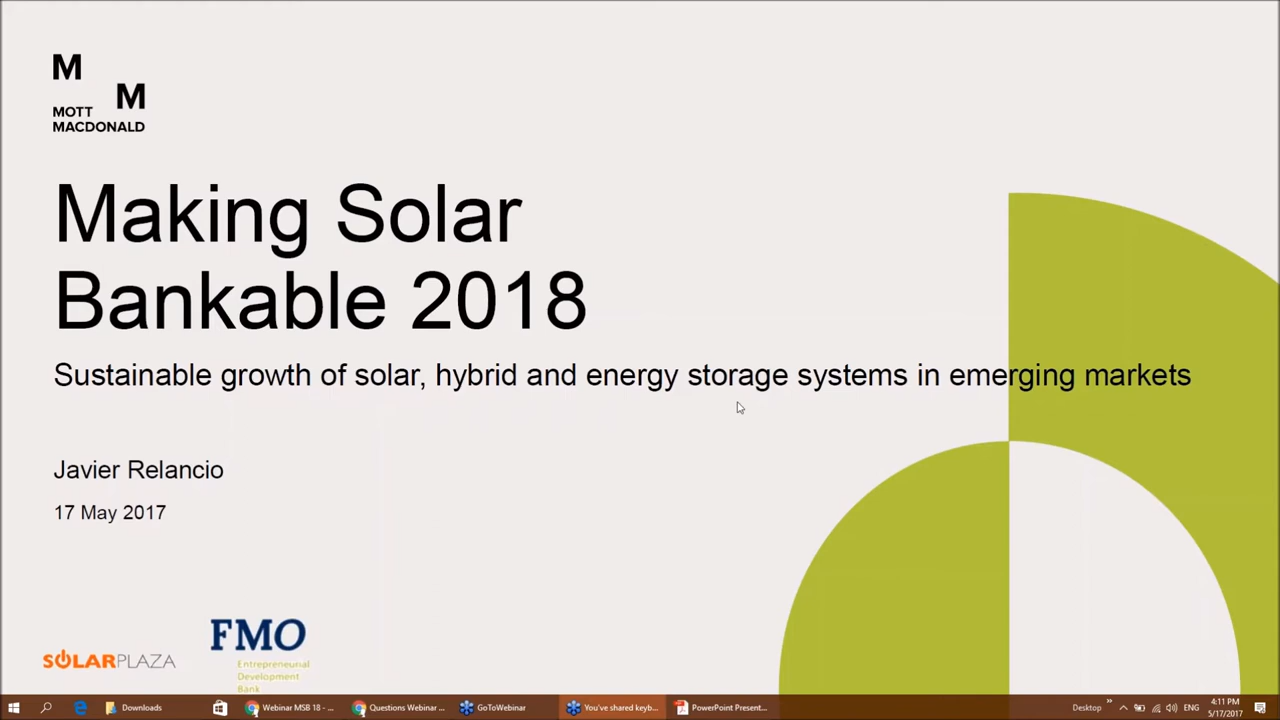 M
M
MOTT
MACDONALD
Making Solar
Bankable 2018
Sustainable growth of solar, hybrid and energy storage systems in emerging markets
Javier Relancio
17 May 2017
SOLARPLAZA
FMO
Entrepreneurial
Development
Bank
Downloads
Webinar MSB 18 - ...
Questions Webinar ...
GoToWebinar
You've shared keyb...
PowerPoint Present...
Desktop
ENG
4:11 PM
5/17/2017